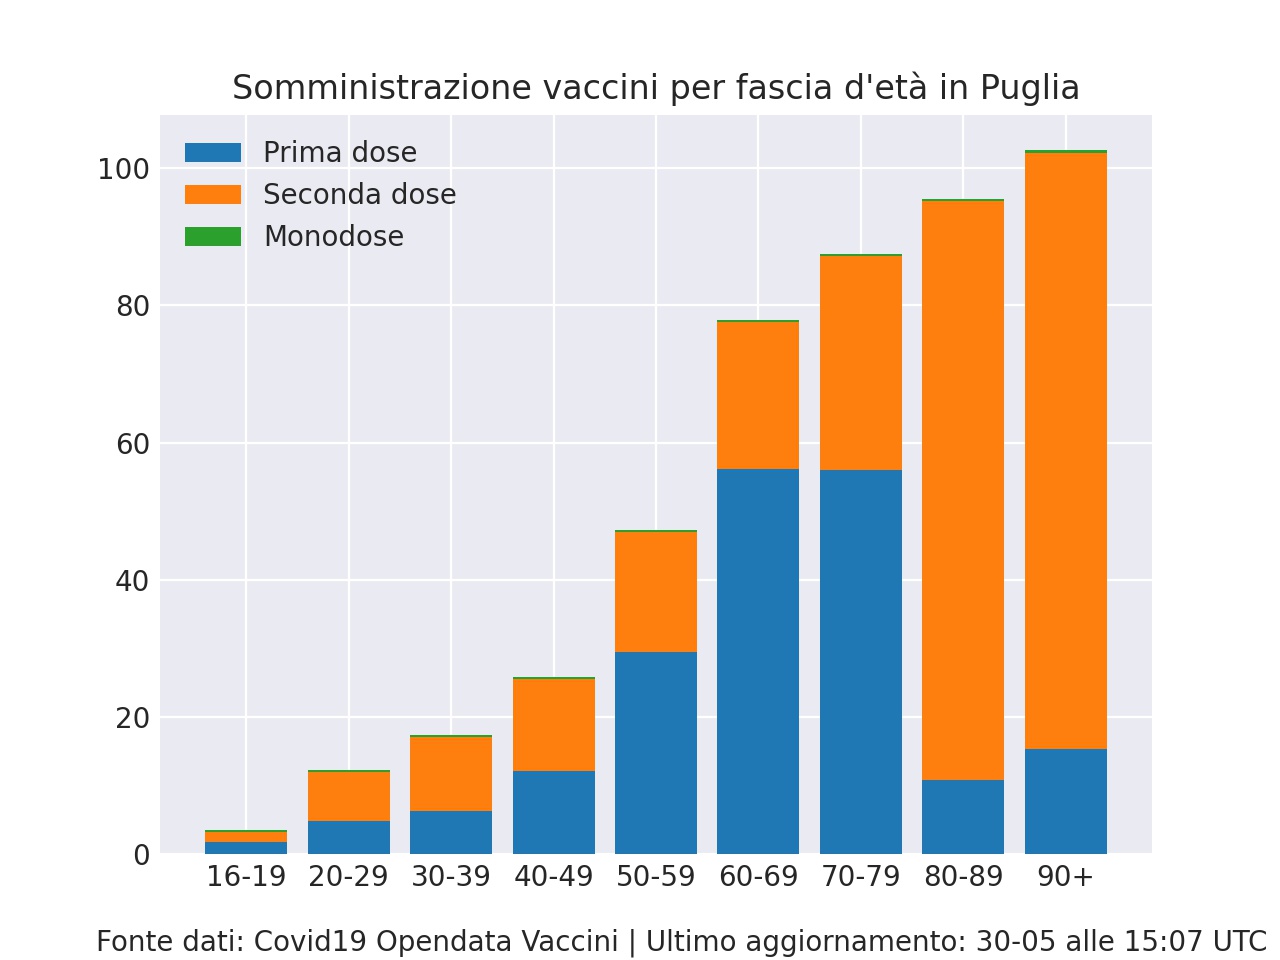 Somministrazione vaccini per fascia d'età in Puglia
Prima dose
Seconda dose
Monodose
100
80
60
40
20
0
16-19 20-29 30-39 40-49 50-59 60-69 70-79 80-89 90+
Fonte dati: Covid19 Opendata Vaccini | Ultimo aggiornamento: 30-05 alle 15:07 UTC